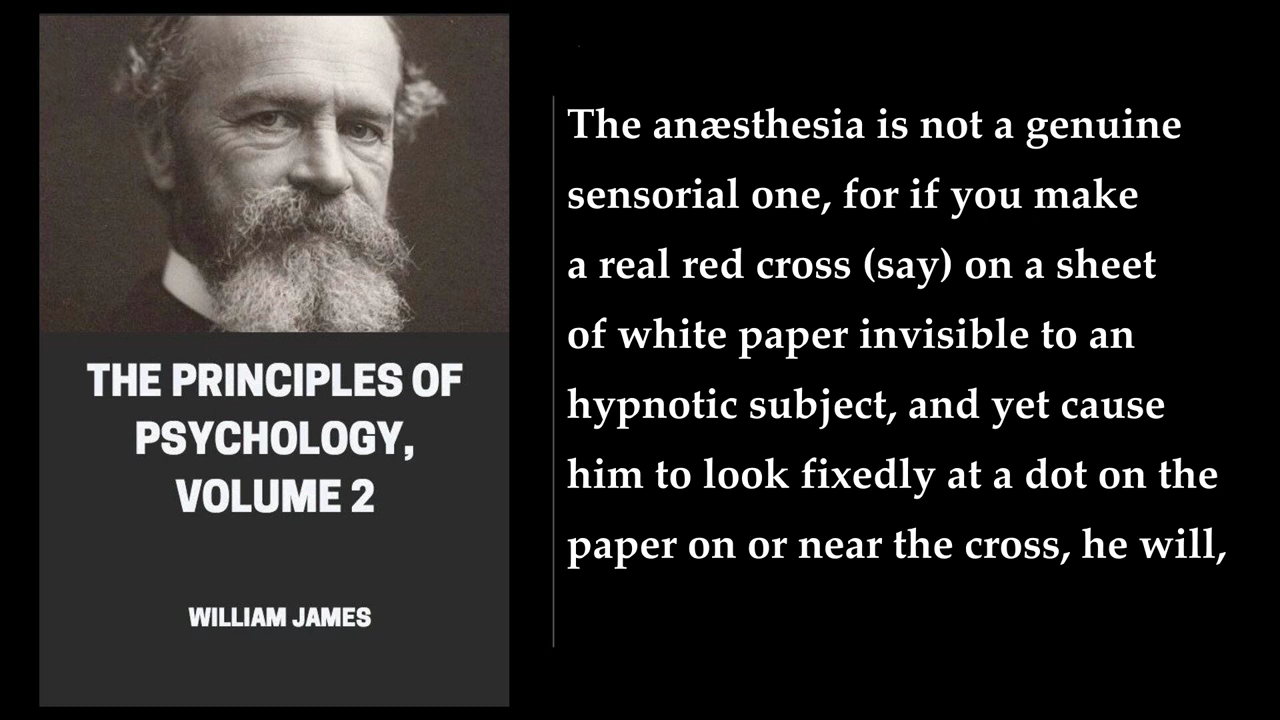 THE PRINCIPLES OF
PSYCHOLOGY,
VOLUME 2
WILLIAM JAMES
The anæsthesia is not a genuine
sensorial one, for if you make
a real red cross (say) on a sheet
of white paper invisible to an
hypnotic subject, and yet cause
him to look fixedly at a dot on the
paper on or near the cross, he will,